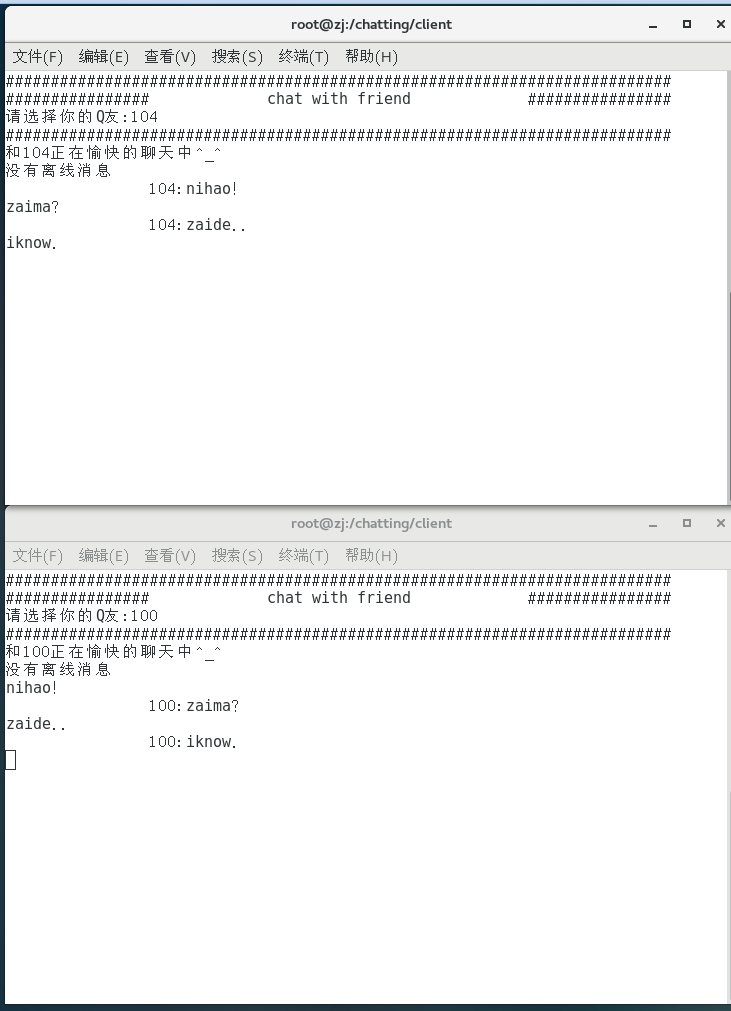 root@zj:/chatting/client
文件(F) 编辑(E) 查看(V) 搜索(S) 终端(T) 帮助(H)
##########################################################################
################ chat with friend ################
请选择你的Q友:104
##########################################################################
和104正在愉快的聊天中^_^
没有离线消息
104:nihao!
zaima?
104:zaide..
iknow.
root@zj:/chatting/client
文件(F) 编辑(E) 查看(V) 搜索(S) 终端(T) 帮助(H)
##########################################################################
################ chat with friend ################
请选择你的Q友:100
##########################################################################
和100正在愉快的聊天中^_^
没有离线消息
nihao!
100:zaima?
zaide..
100:iknow.